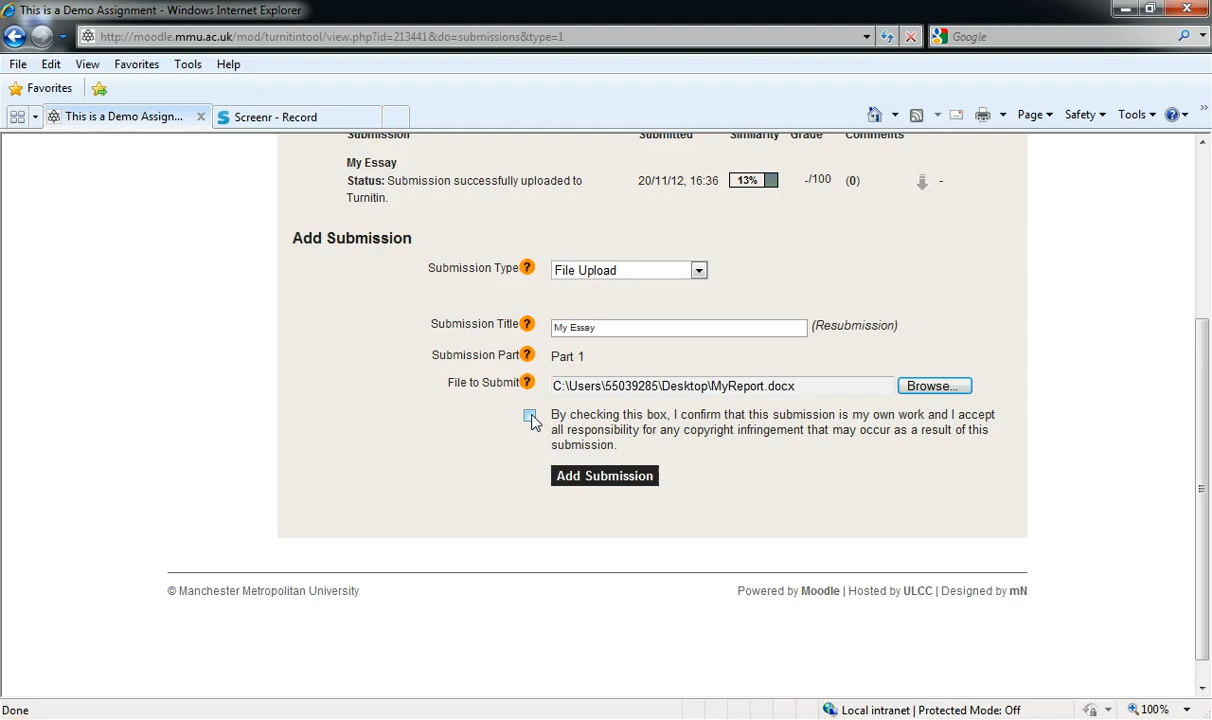 This is a Demo Assignment - Windows Internet Explorer
http://moodle.mmu.ac.uk/mod/turnitintool/view.php?id=213441&do=submissions&type=1
Google
File Edit View Favorites Tools Help
Favorites
This is a Demo Assign...
Screenr - Record
Page Safety Tools
Submission Submitted Similarity Grade Comments
My Essay
Status: Submission successfully uploaded to 20/11/12, 16:36 13% -/100 (0) -
Turnitin.
Add Submission
Submission Type ? File Upload
Submission Title ? My Essay (Resubmission)
Submission Part ? Part 1
File to Submit ? C:\Users\55039285\Desktop\MyReport.docx Browse...
By checking this box, I confirm that this submission is my own work and I accept
all responsibility for any copyright infringement that may occur as a result of this
submission.
Add Submission
© Manchester Metropolitan University
Powered by Moodle | Hosted by ULCC | Designed by mN
Done
Local intranet | Protected Mode: Off
100%